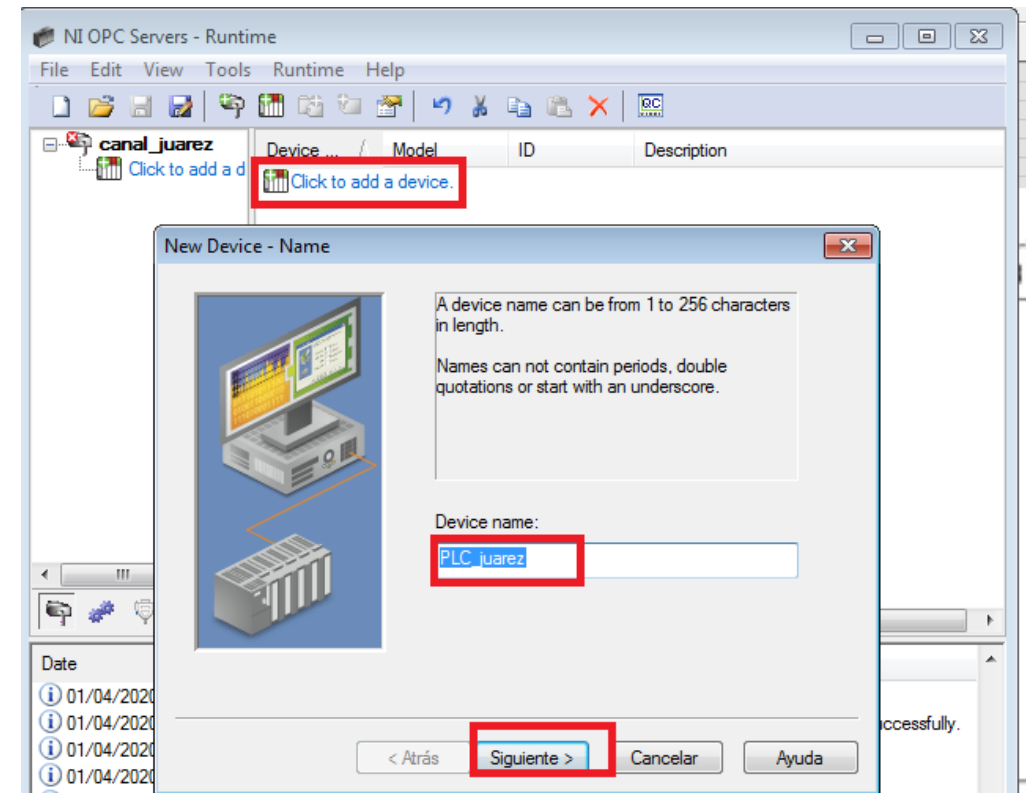 NI OPC Servers - Runtime
File Edit View Tools Runtime Help
QC
canal_juarez
Click to add a d
Device ... Model ID Description
Click to add a device.
New Device - Name
A device name can be from 1 to 256 characters
in length.
Names can not contain periods, double
quotations or start with an underscore.
Device name:
PLC_juarez
Date
01/04/2020
01/04/2020
ccessfully.
01/04/2020
01/04/2020
< Atrás Siguiente > Cancelar Ayuda